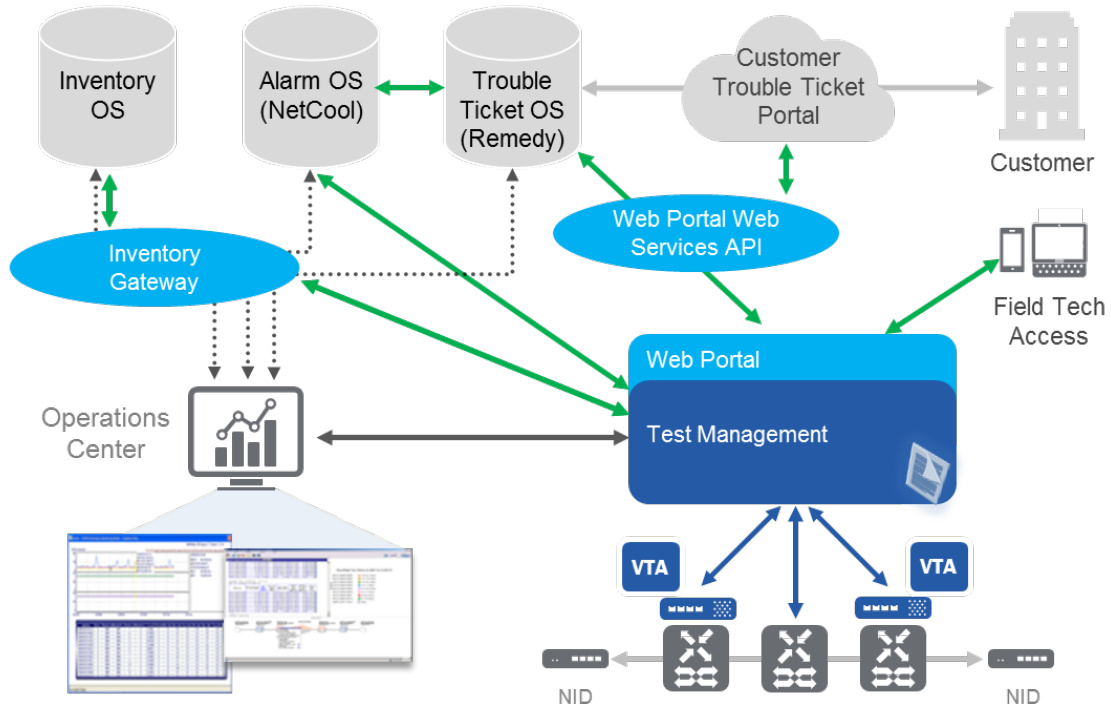 Inventory
OS
Alarm OS
(NetCool)
Trouble
Ticket OS
(Remedy)
Customer
Trouble Ticket
Portal
Customer
Web Portal Web
Services API
Inventory
Gateway
Field Tech
Access
Web Portal
Operations
Center
Test Management
VTA
VTA
NID
NID